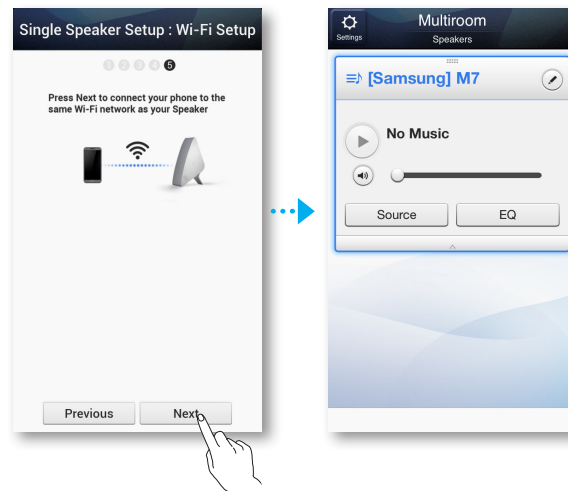 Single Speaker Setup : Wi-Fi Setup
1 2 3 4 5
Press Next to connect your phone to the
same Wi-Fi network as your Speaker
Previous
Next
Settings
Multiroom
Speakers
[Samsung] M7
No Music
Source
EQ